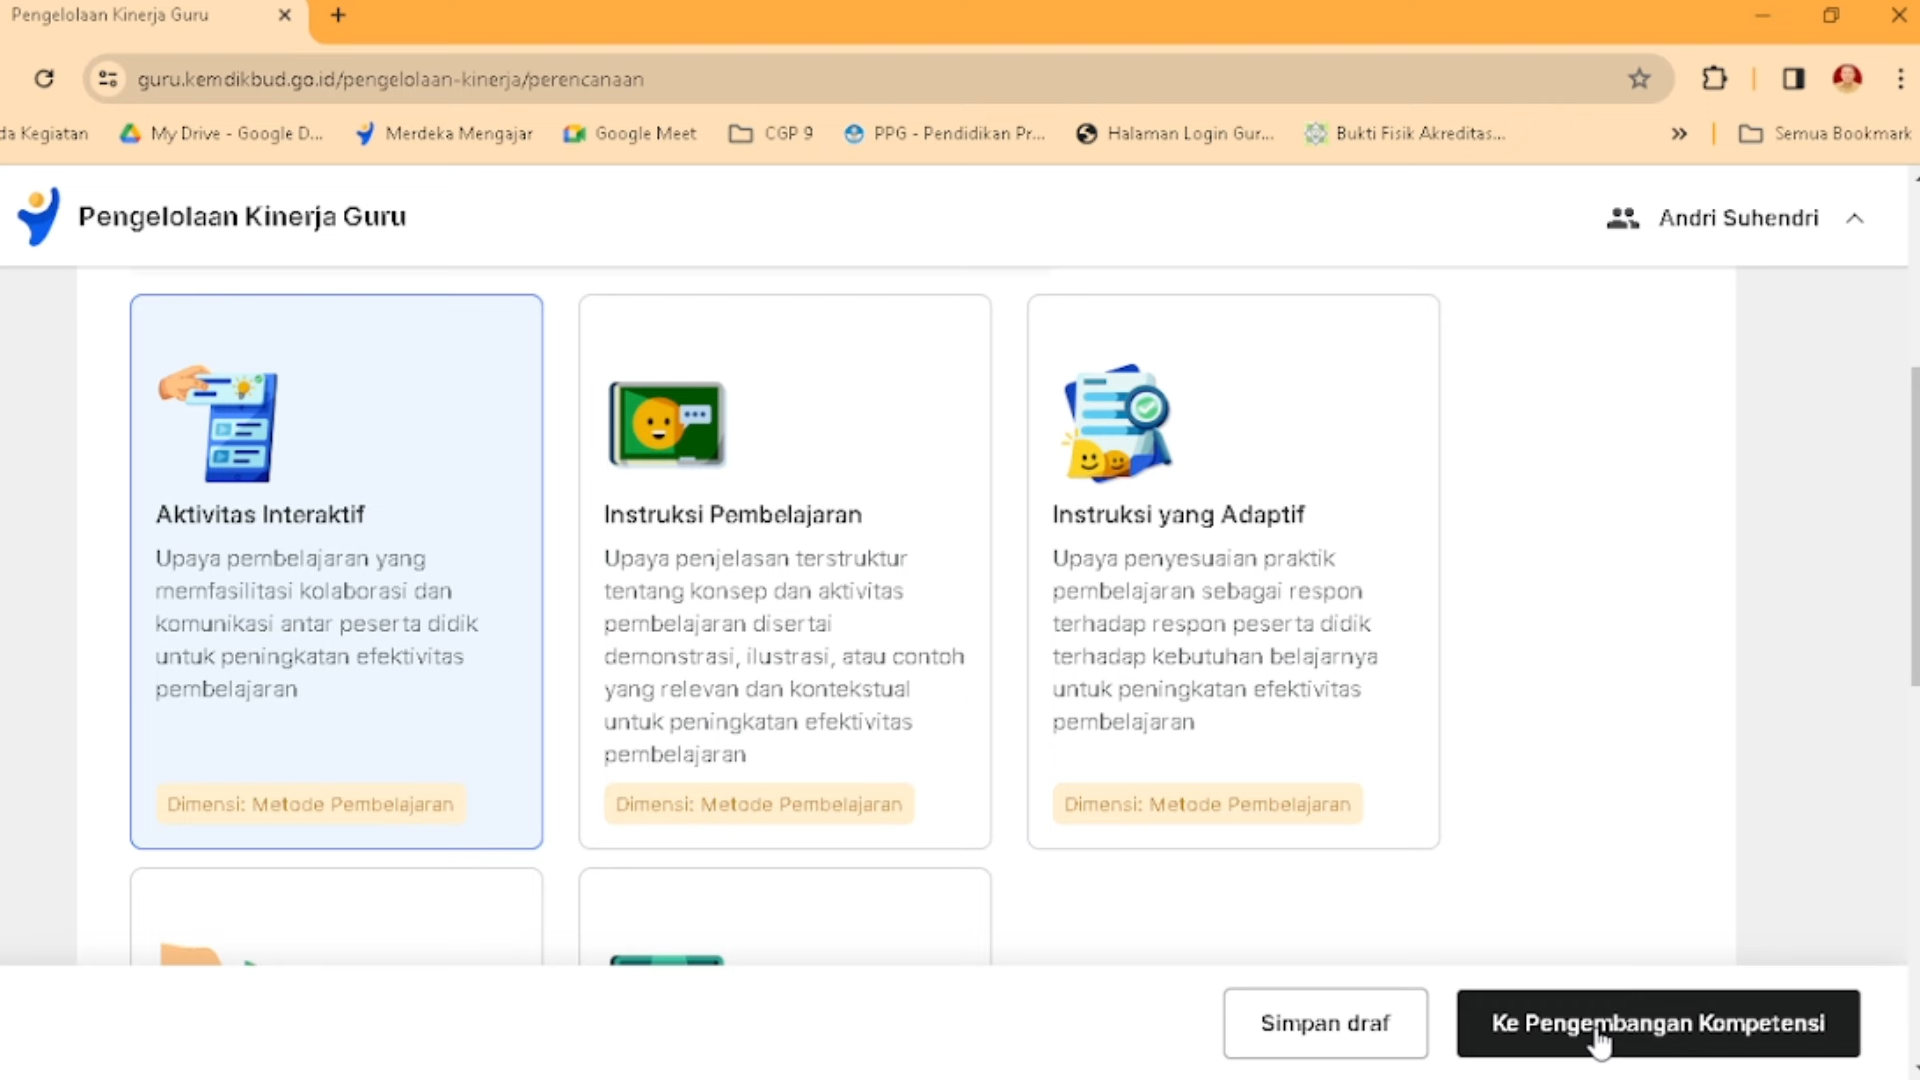 Pengelolaan Kinerja Guru
guru.kemdikbud.go.id/pengelolaan-kinerja/perencanaan
da Kegiatan
My Drive - Google D...
Merdeka Mengajar
Google Meet
CGP 9
PPG - Pendidikan Pr...
Halaman Login Gur...
Bukti Fisik Akreditas...
Semua Bookmark
Pengelolaan Kinerja Guru
Andri Suhendri
Aktivitas Interaktif
Upaya pembelajaran yang
memfasilitasi kolaborasi dan
komunikasi antar peserta didik
untuk peningkatan efektivitas
pembelajaran
Dimensi: Metode Pembelajaran
Instruksi Pembelajaran
Upaya penjelasan terstruktur
tentang konsep dan aktivitas
pembelajaran disertai
demonstrasi, ilustrasi, atau contoh
yang relevan dan kontekstual
untuk peningkatan efektivitas
pembelajaran
Dimensi: Metode Pembelajaran
Instruksi yang Adaptif
Upaya penyesuaian praktik
pembelajaran sebagai respon
terhadap respon peserta didik
terhadap kebutuhan belajarnya
untuk peningkatan efektivitas
pembelajaran
Dimensi: Metode Pembelajaran
Simpan draf
Ke Pengembangan Kompetensi